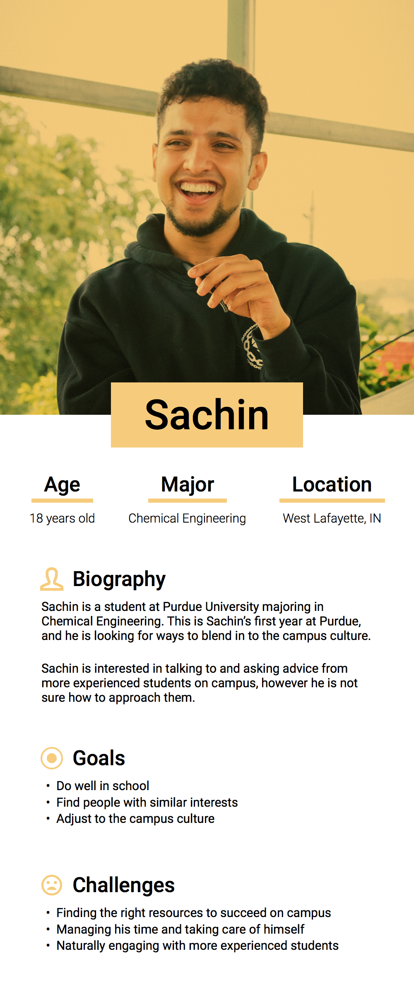 Sachin
Age
Major
Location
18 years old
Chemical Engineering
West Lafayette, IN
Biography
Sachin is a student at Purdue University majoring in
Chemical Engineering. This is Sachin’s first year at Purdue,
and he is looking for ways to blend in to the campus culture.
Sachin is interested in talking to and asking advice from
more experienced students on campus, however he is not
sure how to approach them.
Goals
• Do well in school
• Find people with similar interests
• Adjust to the campus culture
Challenges
• Finding the right resources to succeed on campus
• Managing his time and taking care of himself
• Naturally engaging with more experienced students